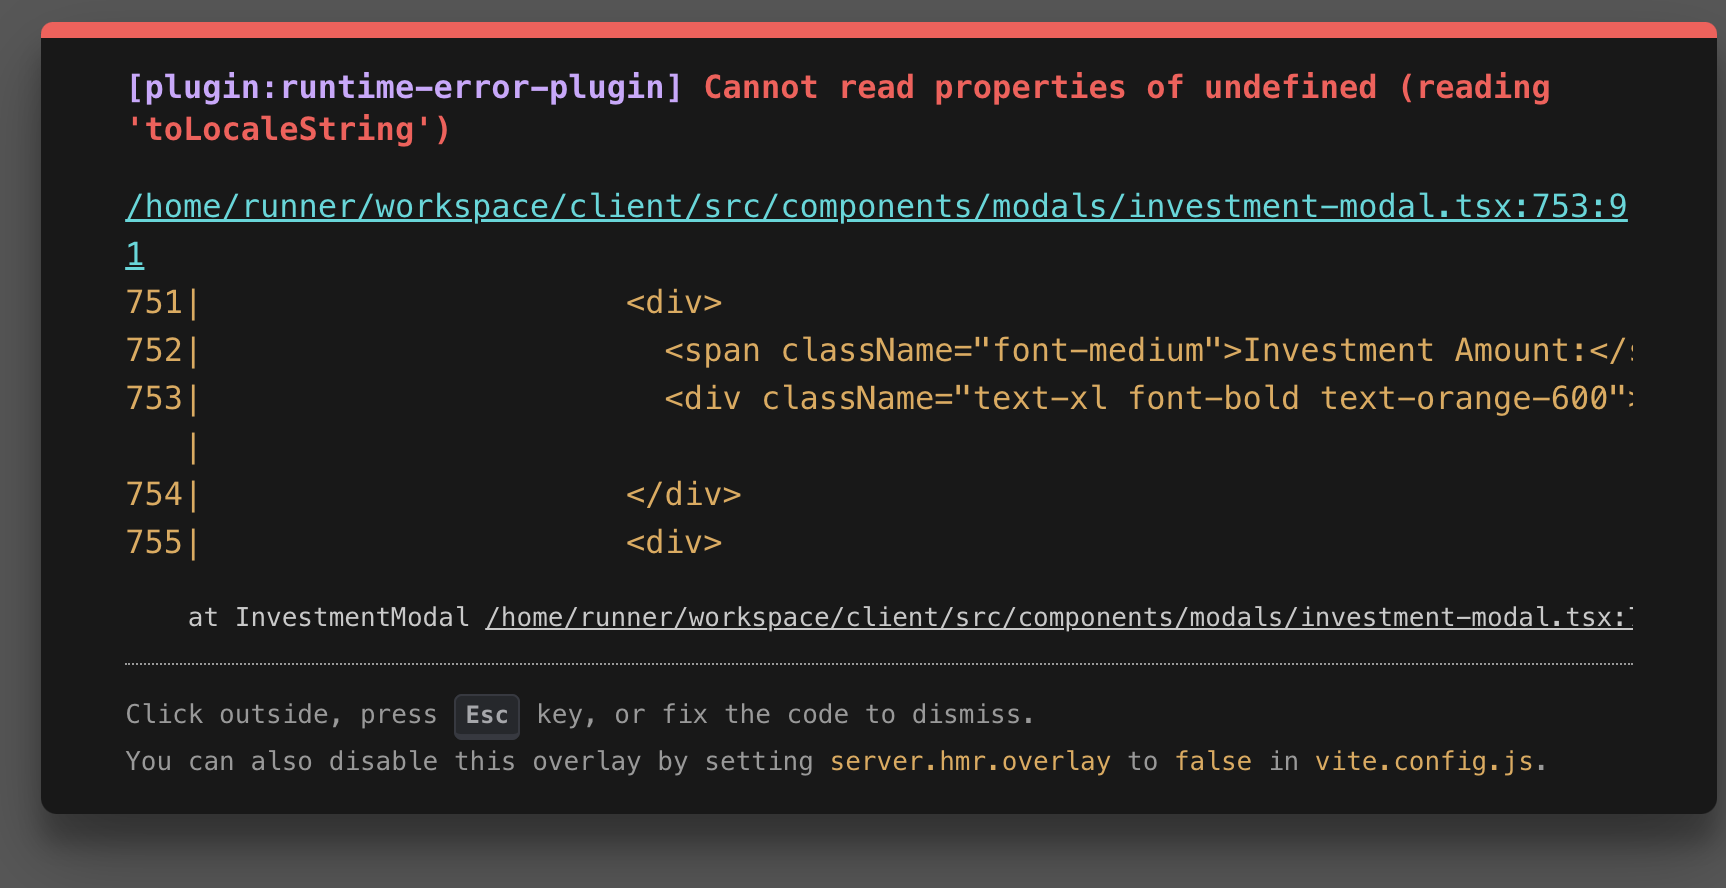 [plugin:runtime-error-plugin] Cannot read properties of undefined (reading
'toLocaleString')
/home/runner/workspace/client/src/components/modals/investment-modal.tsx:753:9
1
751|                      <div>
752|                        <span className="font-medium">Investment Amount:</
753|                        <div className="text-xl font-bold text-orange-600">
|
754|                      </div>
755|                      <div>
at InvestmentModal /home/runner/workspace/client/src/components/modals/investment-modal.tsx:
Click outside, press Esc key, or fix the code to dismiss.
You can also disable this overlay by setting server.hmr.overlay to false in vite.config.js.